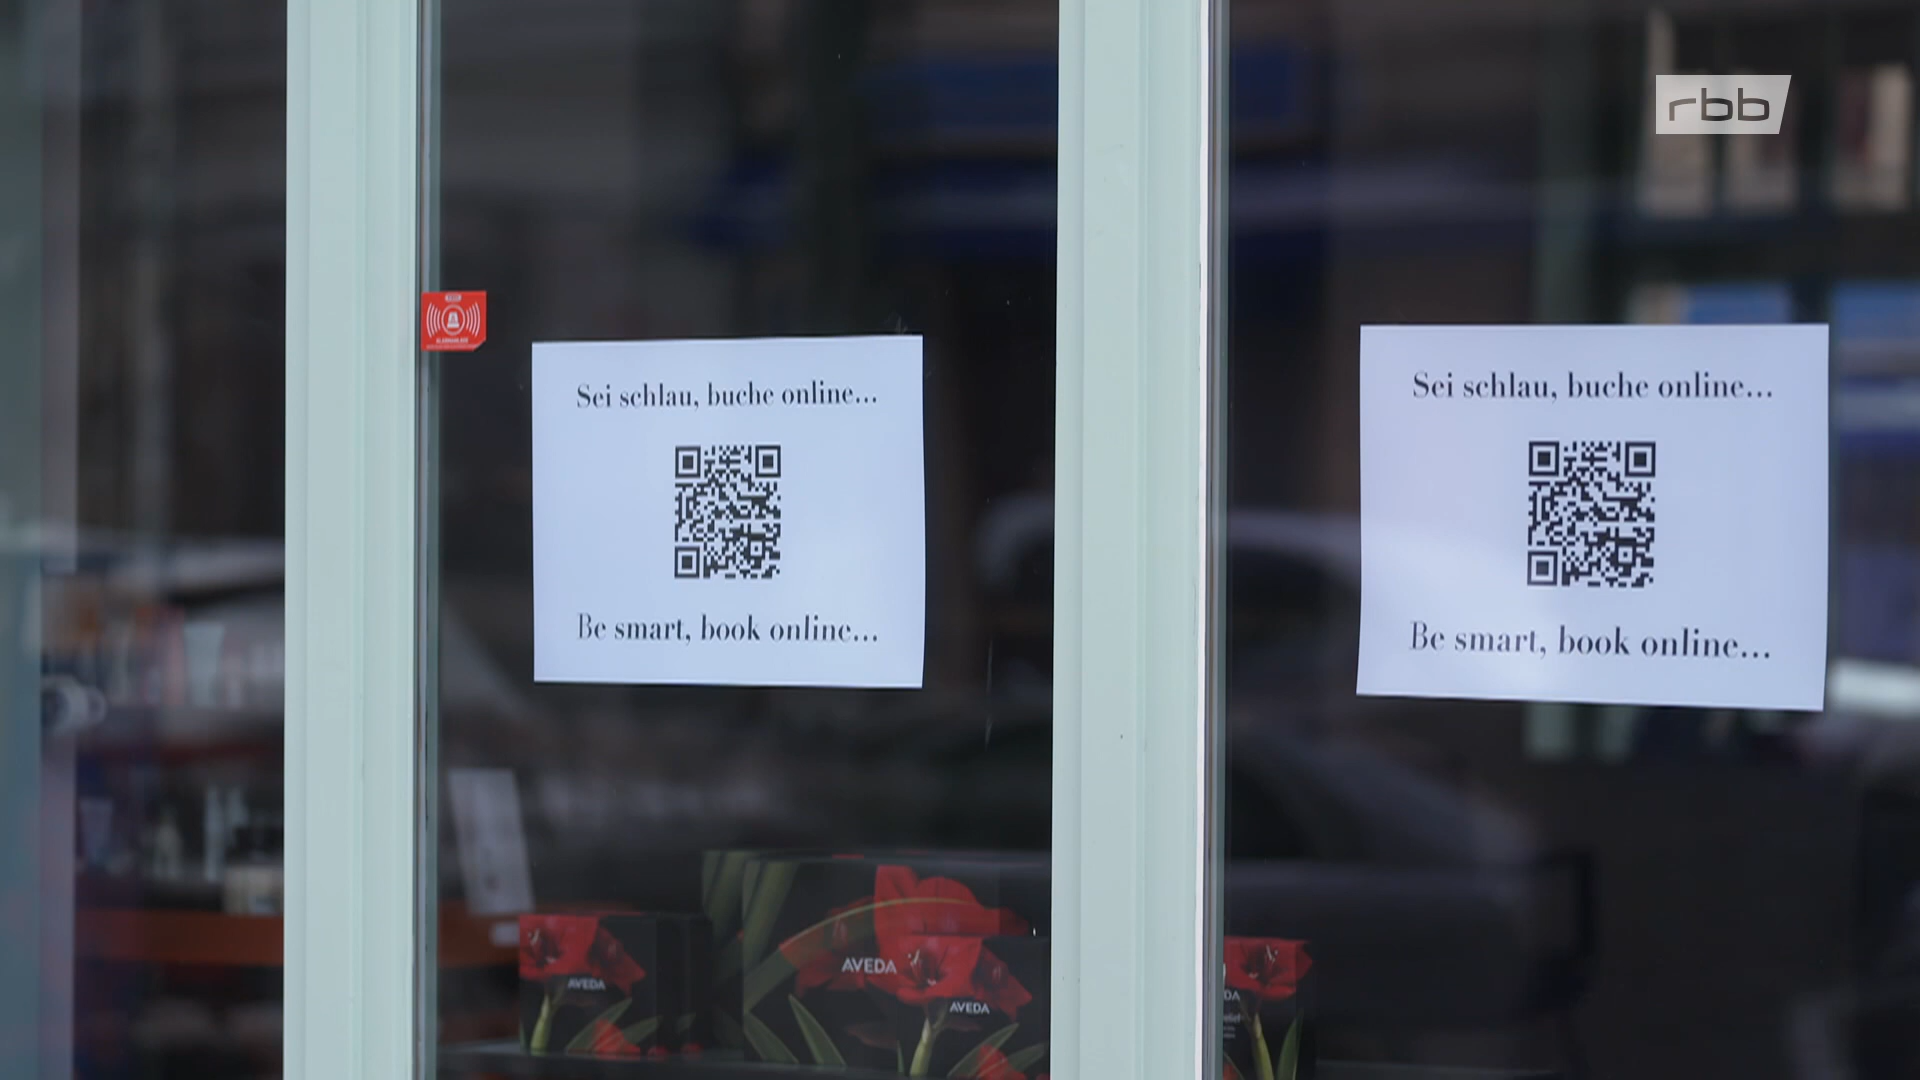 rbb
Sei schlau, buche online...
Be smart, book online...
Sei schlau, buche online...
Be smart, book online...
AVEDA
AVEDA
AVEDA
DA